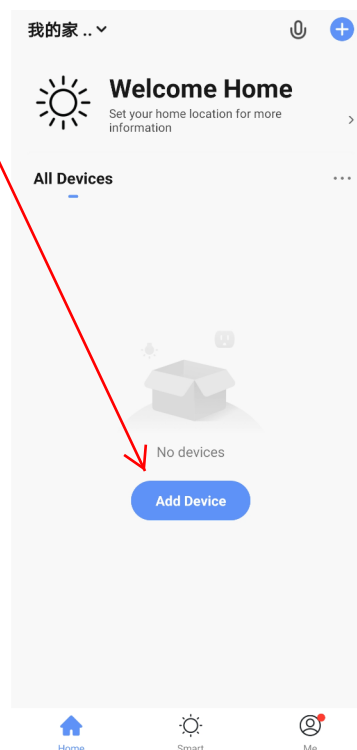 我的家 ..
Welcome Home
Set your home location for more
information
All Devices
No devices
Add Device
Home
Smart
Me